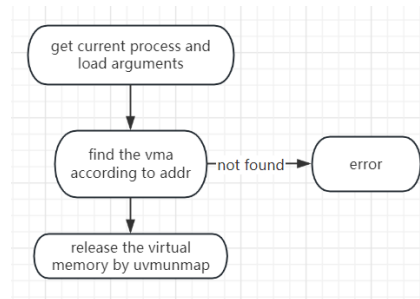 get current process and
load arguments
find the vma
according to addr
not found
error
release the virtual
memory by uvmunmap